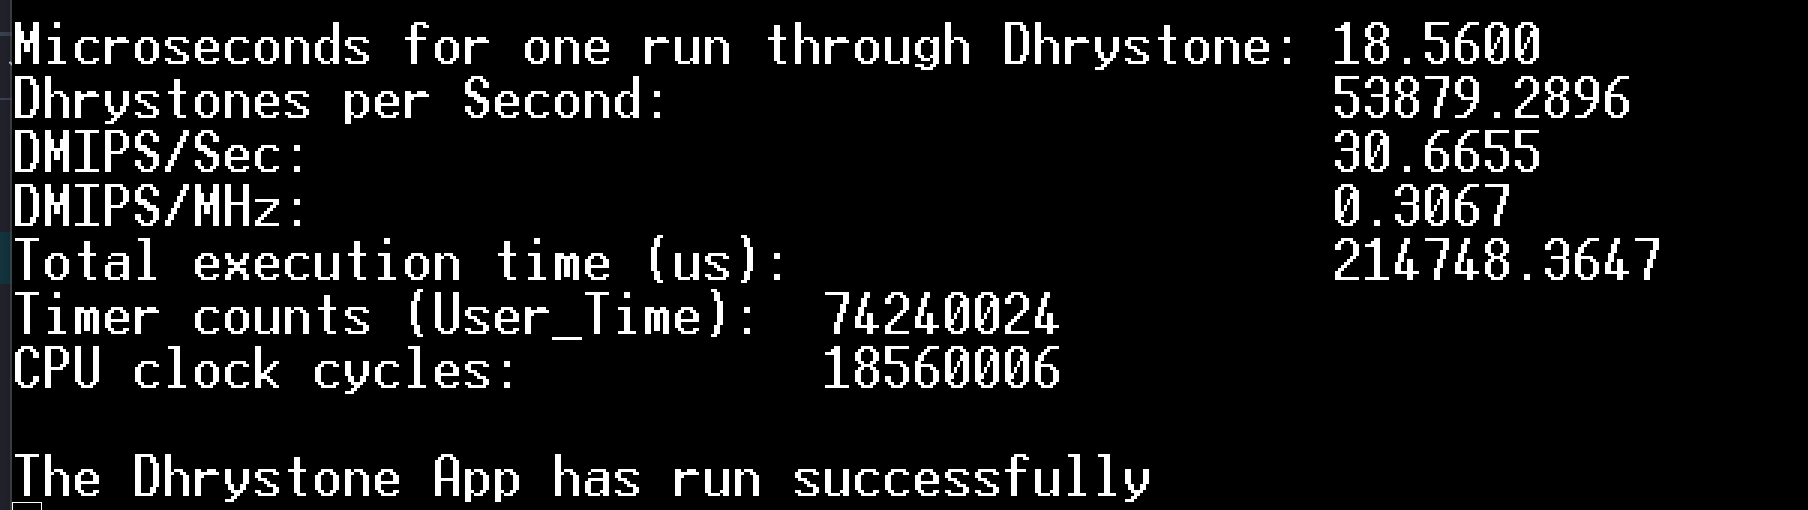 Microseconds for one run through Dhrystone: 18.5600
Dhrystones per Second: 53879.2896
DMIPS/Sec: 30.6655
DMIPS/MHz: 0.3067
Total execution time (us): 214748.3647
Timer counts (User_Time): 74240024
CPU clock cycles: 18560006
The Dhrystone App has run successfully